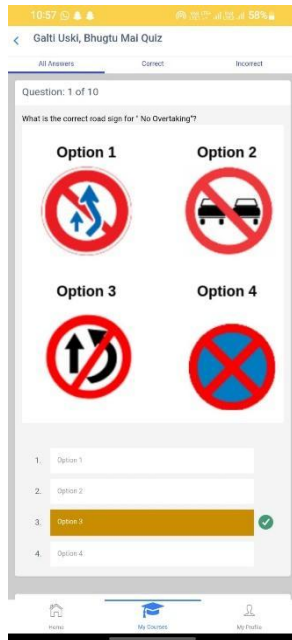 10:57 58%
Galti Uski, Bhugtu Mai Quiz
All Answers Correct Incorrect
Question: 1 of 10
What is the correct road sign for " No Overtaking"?
Option 1 Option 2
Option 3 Option 4
1. Option 1
2. Option 2
3. Option 3
4. Option 4
Home My Courses My Profile